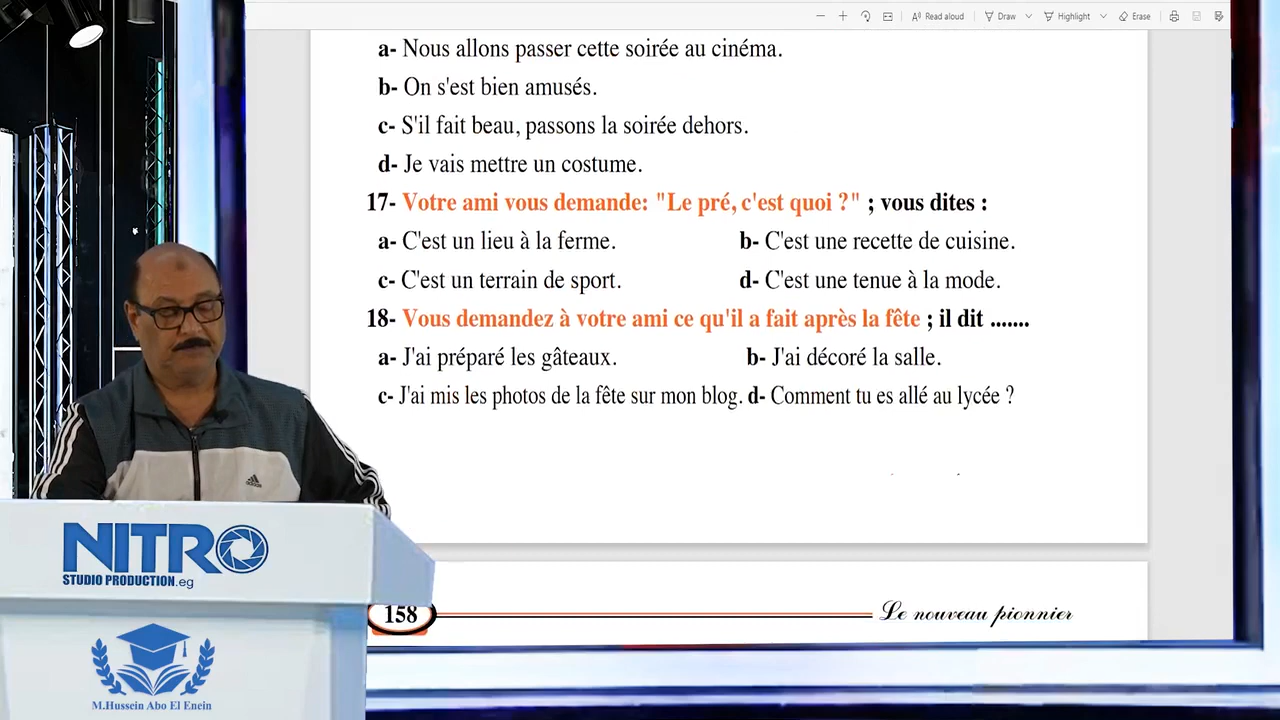 Read aloud
Draw
Highlight
Erase
a- Nous allons passer cette soirée au cinéma.
b- On s'est bien amusés.
c- S'il fait beau, passons la soirée dehors.
d- Je vais mettre un costume.
17- Votre ami vous demande: "Le pré, c'est quoi ?" ; vous dites :
a- C'est un lieu à la ferme. b- C'est une recette de cuisine.
c- C'est un terrain de sport. d- C'est une tenue à la mode.
18- Vous demandez à votre ami ce qu'il a fait après la fête ; il dit .......
a- J'ai préparé les gâteaux. b- J'ai décoré la salle.
c- J'ai mis les photos de la fête sur mon blog. d- Comment tu es allé au lycée ?
158 Le nouveau pionnier
adidas
NITRO
STUDIO PRODUCTION.eg
M.Hussein Abo El Enein